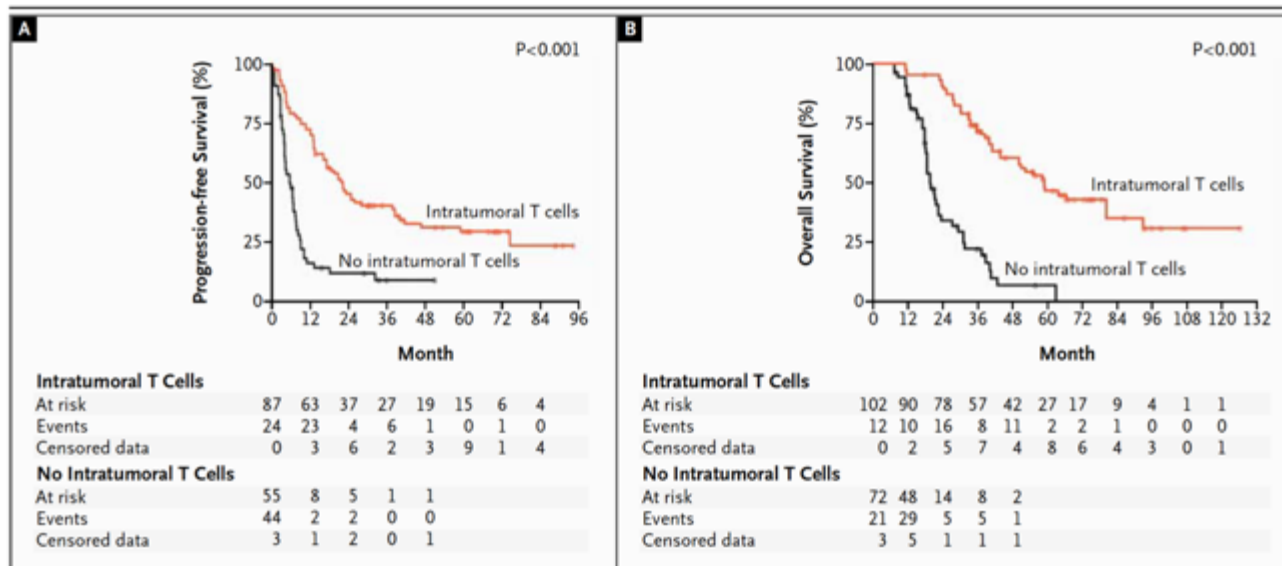 A
P<0.001
Progression-free Survival (%)
100
75
50
25
0
Intratumoral T cells
No intratumoral T cells
0 12 24 36 48 60 72 84 96
Month
Intratumoral T Cells
At risk 87 63 37 27 19 15 6 4
Events 24 23 4 6 1 0 1 0
Censored data 0 3 6 2 3 9 1 4
No Intratumoral T Cells
At risk 55 8 5 1 1
Events 44 2 2 0 0
Censored data 3 1 2 0 1
B
P<0.001
Overall Survival (%)
100
75
50
25
0
Intratumoral T cells
No intratumoral T cells
0 12 24 36 48 60 72 84 96 108 120 132
Month
Intratumoral T Cells
At risk 102 90 78 57 42 27 17 9 4 1 1
Events 12 10 16 8 11 2 2 1 0 0 0
Censored data 0 2 5 7 4 8 6 4 3 0 1
No Intratumoral T Cells
At risk 72 48 14 8 2
Events 21 29 5 5 1
Censored data 3 5 1 1 1